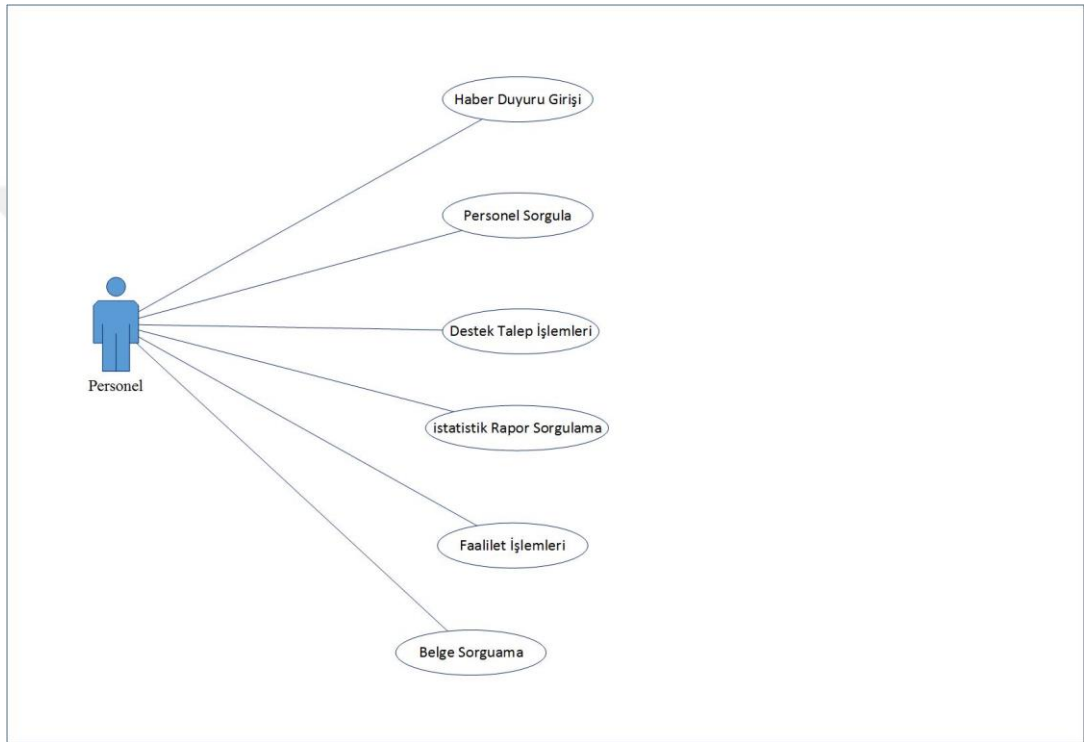 Haber Duyuru Girişi
Personel Sorgula
Destek Talep İşlemleri
Personel
istatistik Rapor Sorgulama
Faalilet İşlemleri
Belge Sorguama